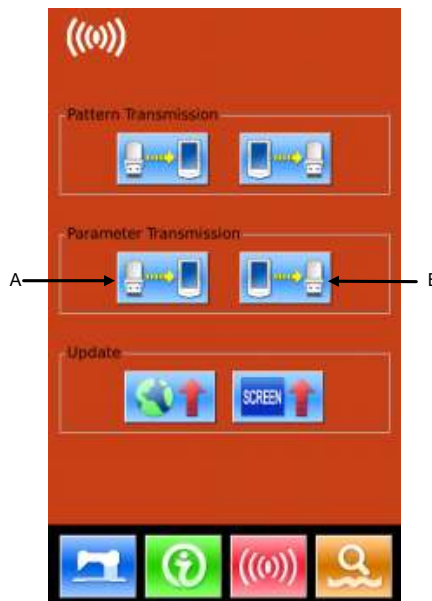 Pattern Transmission
Parameter Transmission
A
Update
SCREEN